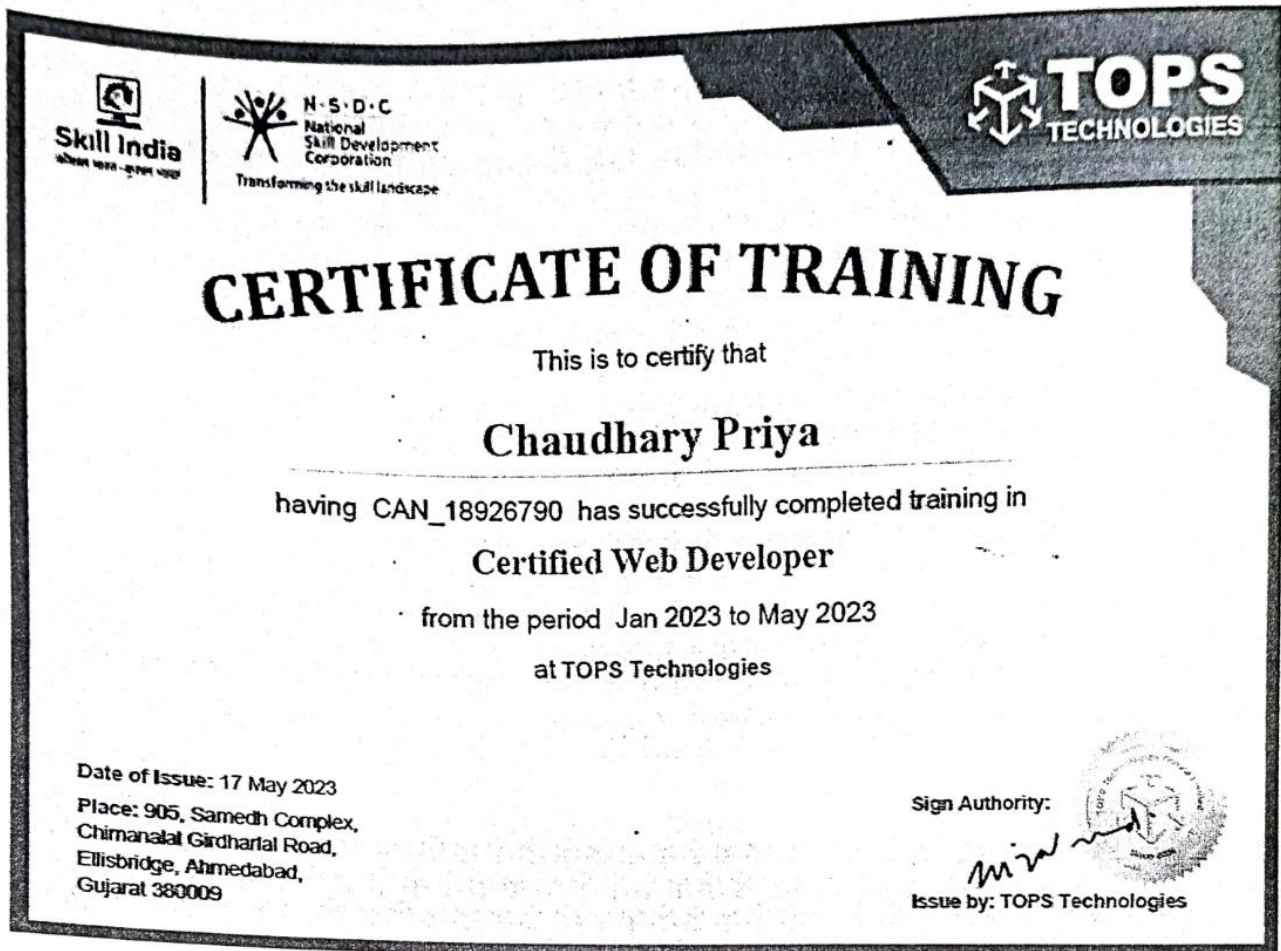 Skill India
N·S·D·C
National
Skill Development
Corporation
Transforming the skill landscape
TOPS
TECHNOLOGIES
CERTIFICATE OF TRAINING
This is to certify that
Chaudhary Priya
having CAN_18926790 has successfully completed training in
Certified Web Developer
from the period Jan 2023 to May 2023
at TOPS Technologies
Date of Issue: 17 May 2023
Place: 905, Samedh Complex,
Chimanalal Girdharlal Road,
Ellisbridge, Ahmedabad,
Gujarat 380009
Sign Authority:
Issue by: TOPS Technologies